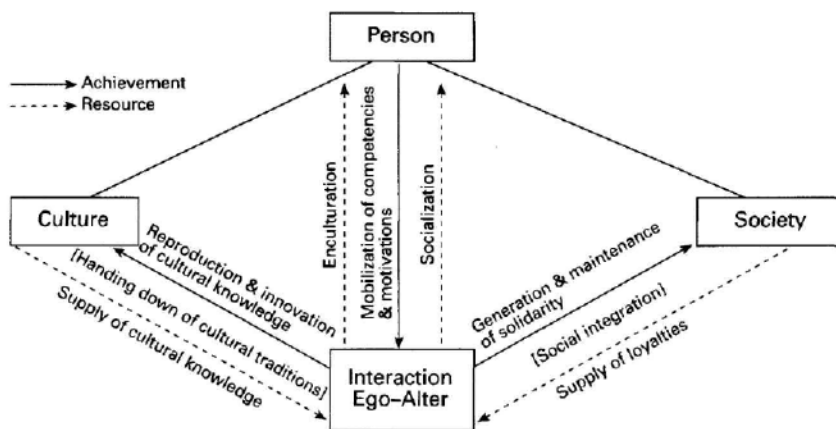 Person
Achievement
Resource
Enculturation
Mobilization of competencies
& motivations
Socialization
Culture
Society
Reproduction & innovation
of cultural knowledge
[Handing down of cultural traditions]
Supply of cultural knowledge
Generation & maintenance
of solidarity
[Social integration]
Supply of loyalties
Interaction
Ego–Alter